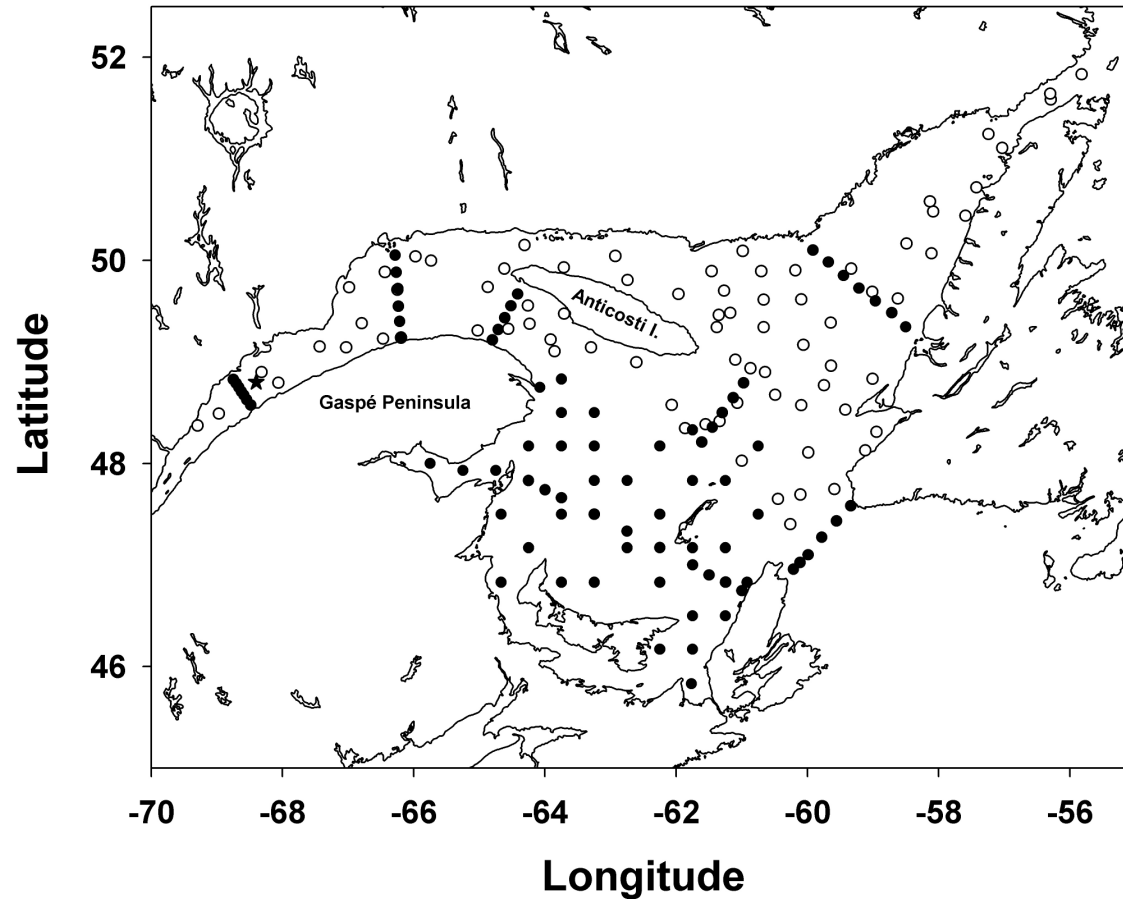 52
50
48
46
Latitude
Anticosti I.
Gaspé Peninsula
-70 -68 -66 -64 -62 -60 -58 -56
Longitude